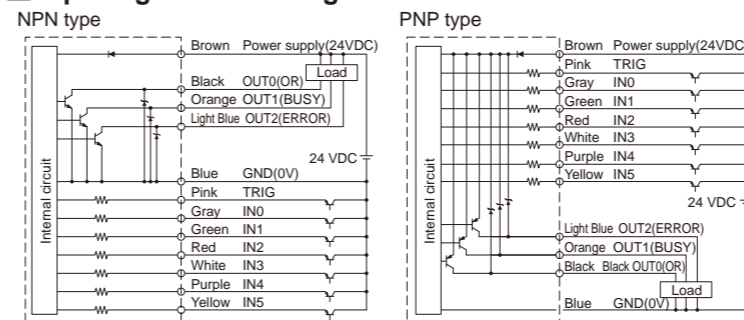 NPN type
Brown Power supply(24VDC)
Load
Black OUT0(OR)
Orange OUT1(BUSY)
Light Blue OUT2(ERROR)
24 VDC
Blue GND(0V)
Pink TRIG
Gray IN0
Green IN1
Red IN2
White IN3
Purple IN4
Yellow IN5
Internal circuit
PNP type
Brown Power supply(24VDC
Pink TRIG
Gray IN0
Green IN1
Red IN2
White IN3
Purple IN4
Yellow IN5
24 VDC
Light Blue OUT2(ERROR)
Orange OUT1(BUSY)
Black Black OUT0(OR)
Load
Blue GND(0V)
Internal circuit